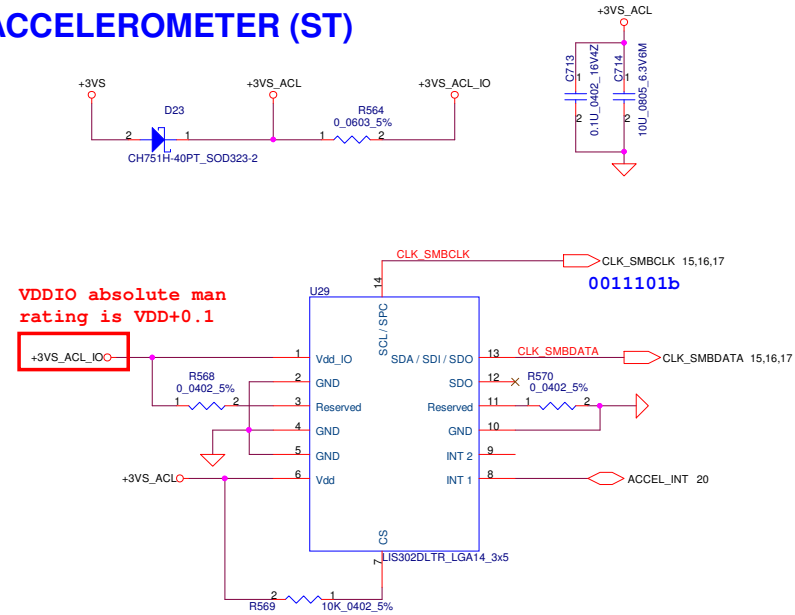 ACCELEROMETER (ST)
+3VS
+3VS_ACL
+3VS_ACL_IO
D23
2
1
CH751H-40PT_SOD323-2
R564
0_0603_5%
1
2
+3VS_ACL
C713
1
2
0.1U_0402_16V4Z
C714
1
2
10U_0805_6.3V6M
CLK_SMBCLK
CLK_SMBCLK 15,16,17
0011101b
VDDIO absolute man
rating is VDD+0.1
U29
14
SCL / SPC
+3VS_ACL_IO
1
Vdd_IO
SDA / SDI / SDO
13
CLK_SMBDATA
CLK_SMBDATA 15,16,17
R568
0_0402_5%
1
2
2
GND
SDO
12
R570
0_0402_5%
3
Reserved
Reserved
11
1
2
4
GND
GND
10
5
GND
INT 2
9
+3VS_ACL
6
Vdd
INT 1
8
ACCEL_INT 20
CS
7
LIS302DLTR_LGA14_3x5
2
1
R569
10K_0402_5%